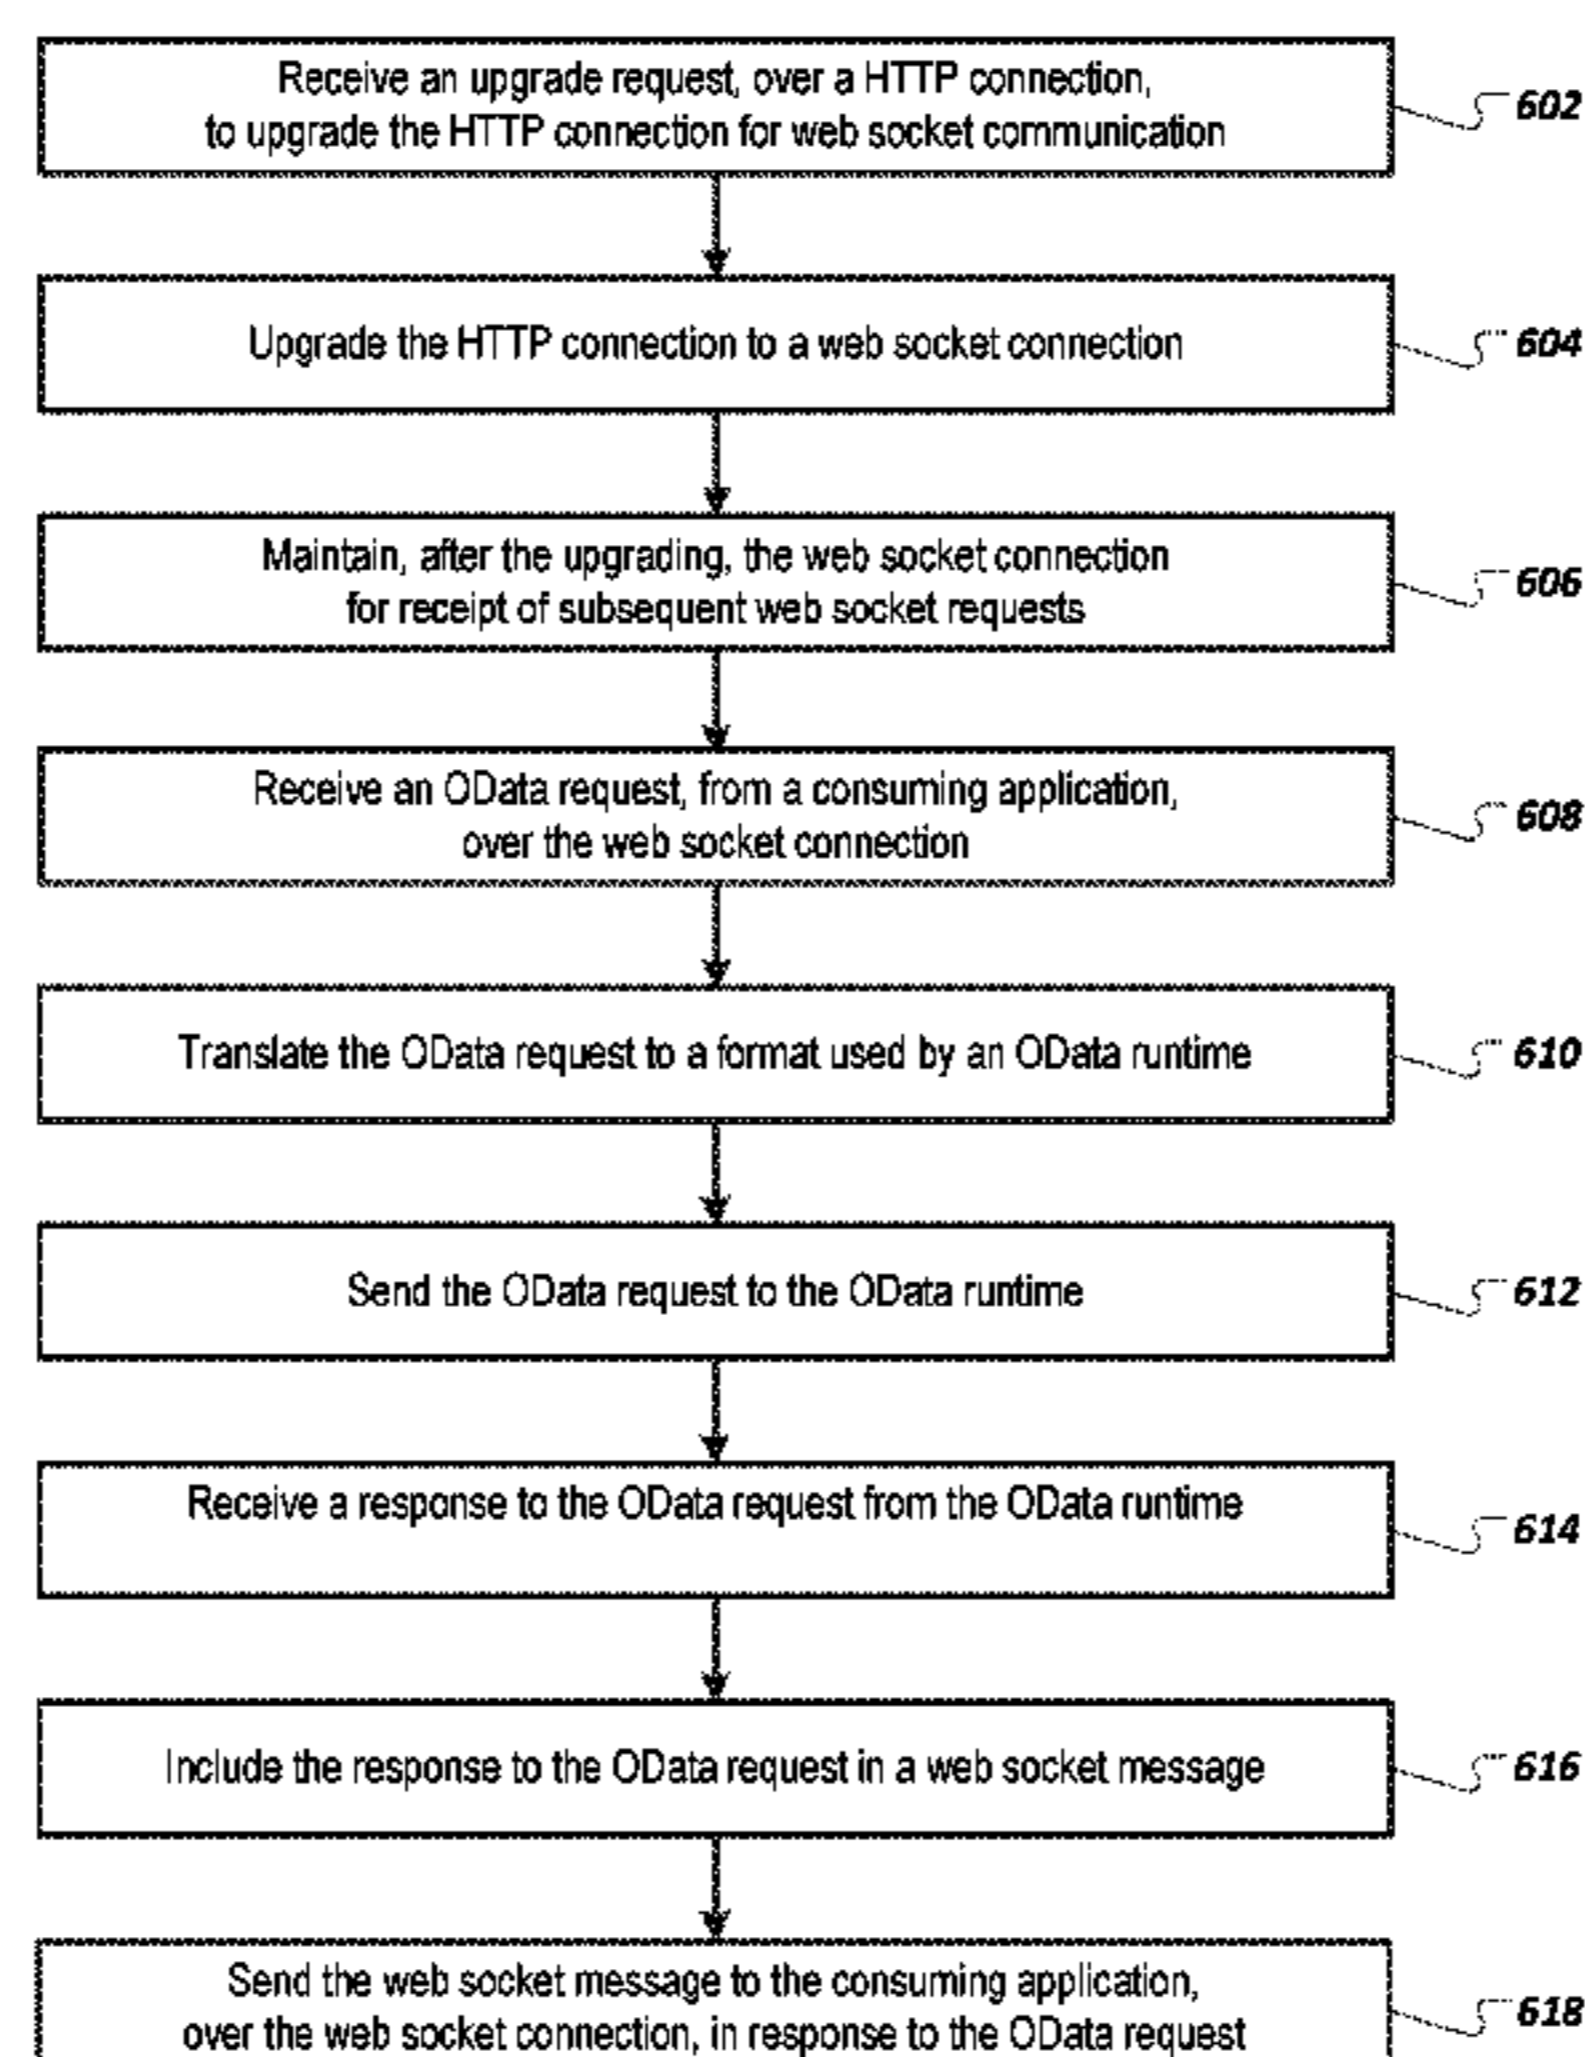 Receive an upgrade request, over a HTTP connection,
to upgrade the HTTP connection for web socket communication
602
Upgrade the HTTP connection to a web socket connection
604
Maintain, after the upgrading, the web socket connection
for receipt of subsequent web socket requests
606
Receive an OData request, from a consuming application,
over the web socket connection
608
Translate the OData request to a format used by an OData runtime
610
Send the OData request to the OData runtime
612
Receive a response to the OData request from the OData runtime
614
Include the response to the OData request in a web socket message
616
Send the web socket message to the consuming application,
over the web socket connection, in response to the OData request
618